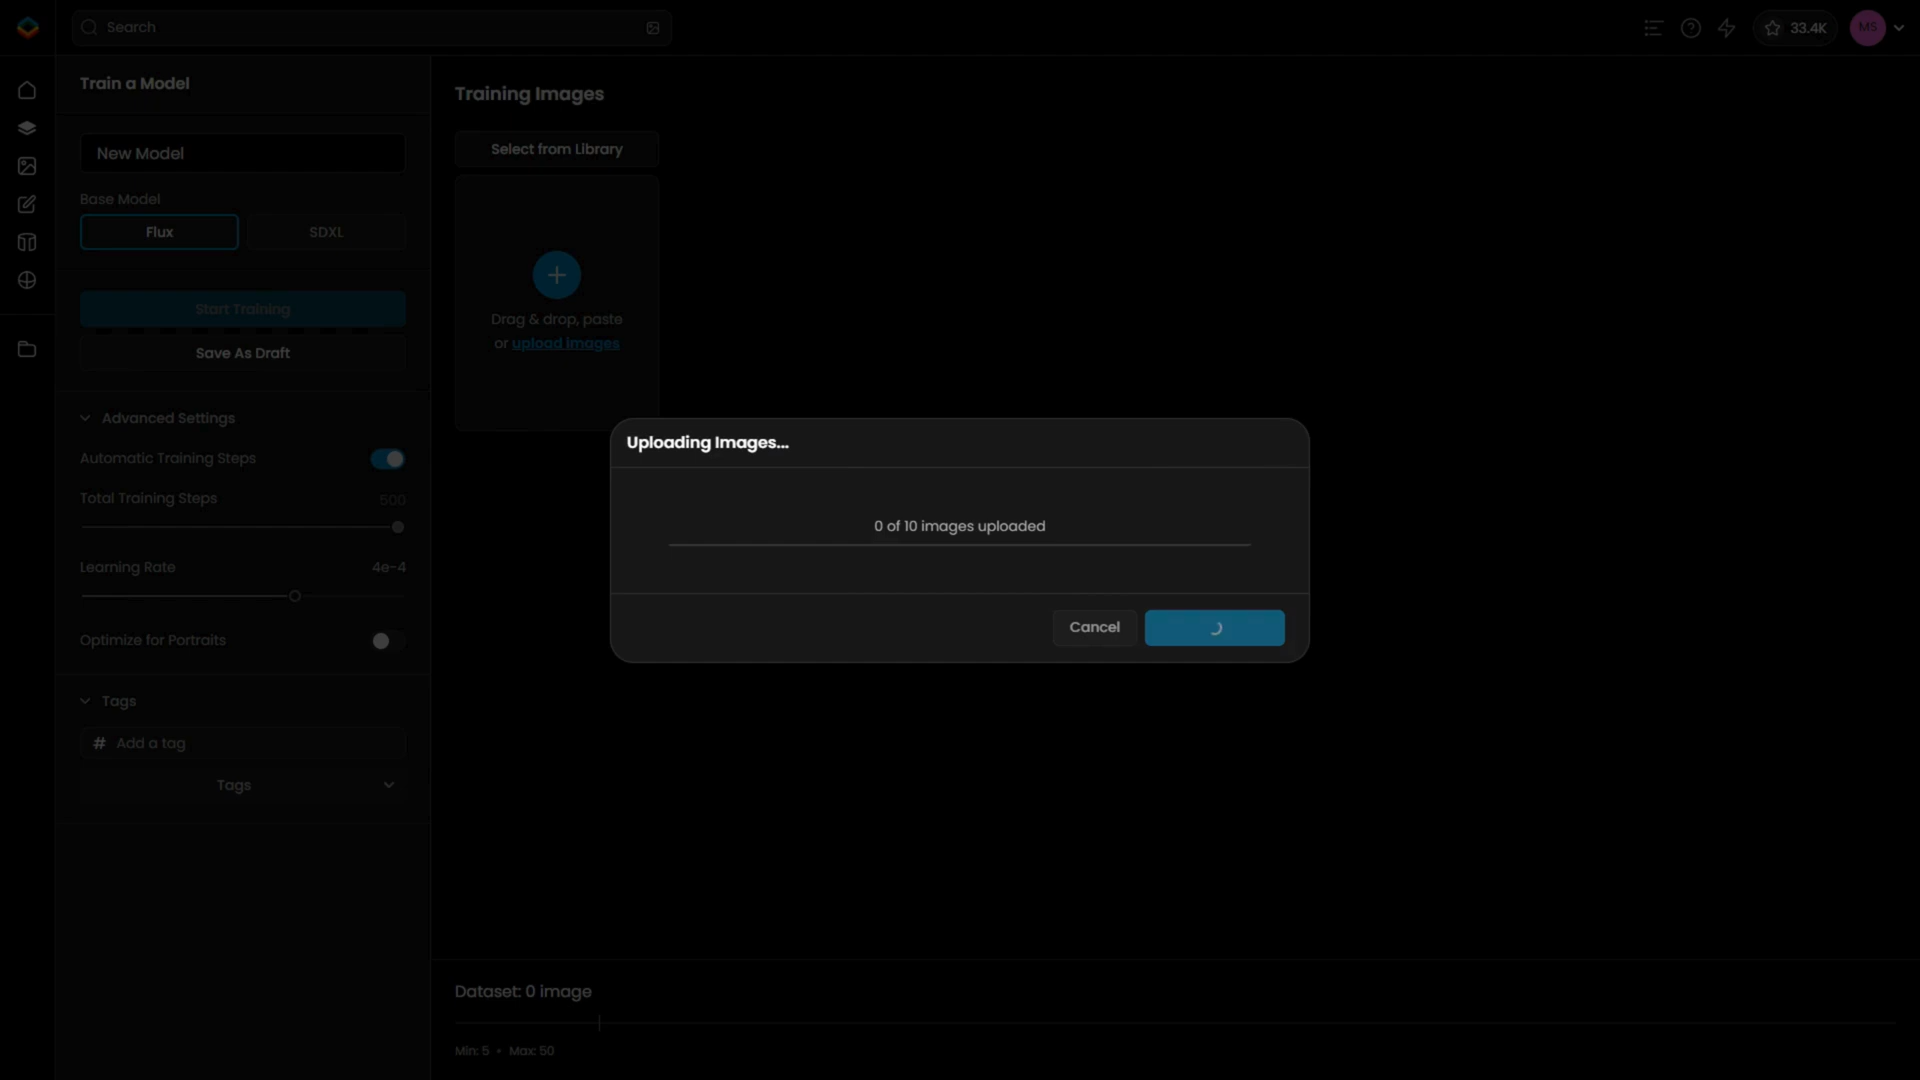 Search
33.4K
MS
Train a Model
New Model
Base Model
Flux
SDXL
Start Training
Save As Draft
Advanced Settings
Automatic Training Steps
Total Training Steps
500
Learning Rate
4e-4
Optimize for Portraits
Tags
# Add a tag
Tags
Training Images
Select from Library
Drag & drop, paste
or upload images
Uploading Images...
0 of 10 images uploaded
Cancel
Dataset: 0 image
Min: 5 • Max: 50